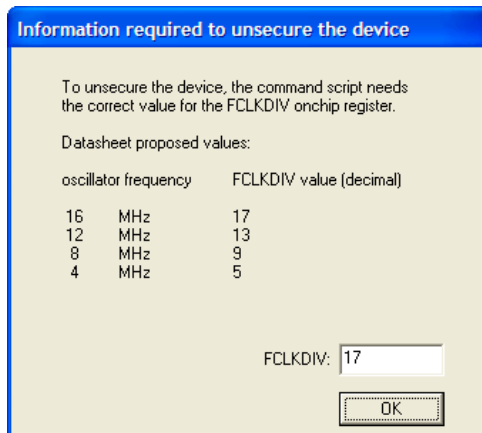 Information required to unsecure the device
To unsecure the device, the command script needs
the correct value for the FCLKDIV onchip register.
Datasheet proposed values:
oscillator frequency FCLKDIV value (decimal)
16 MHz 17
12 MHz 13
8 MHz 9
4 MHz 5
FCLKDIV: 17
OK